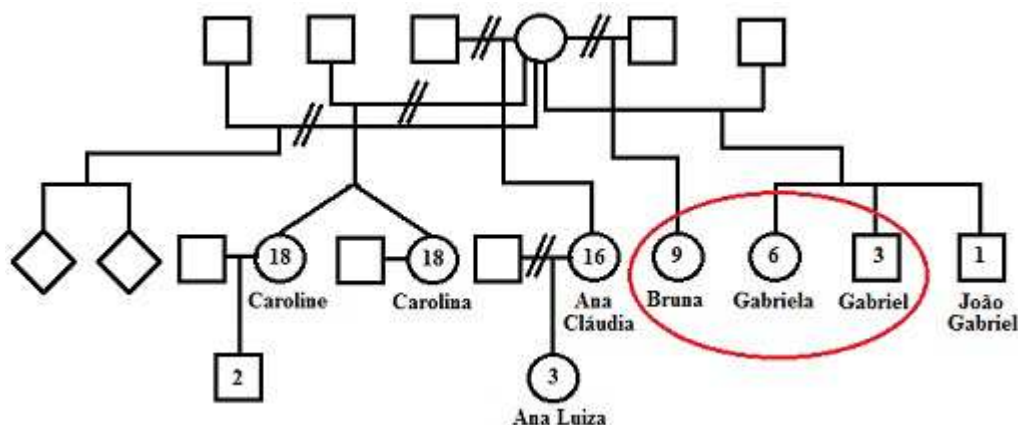 18 18 16 9 6 3 1
Caroline Carolina Ana Cláudia Bruna Gabriela Gabriel João Gabriel
2 3
Ana Luiza